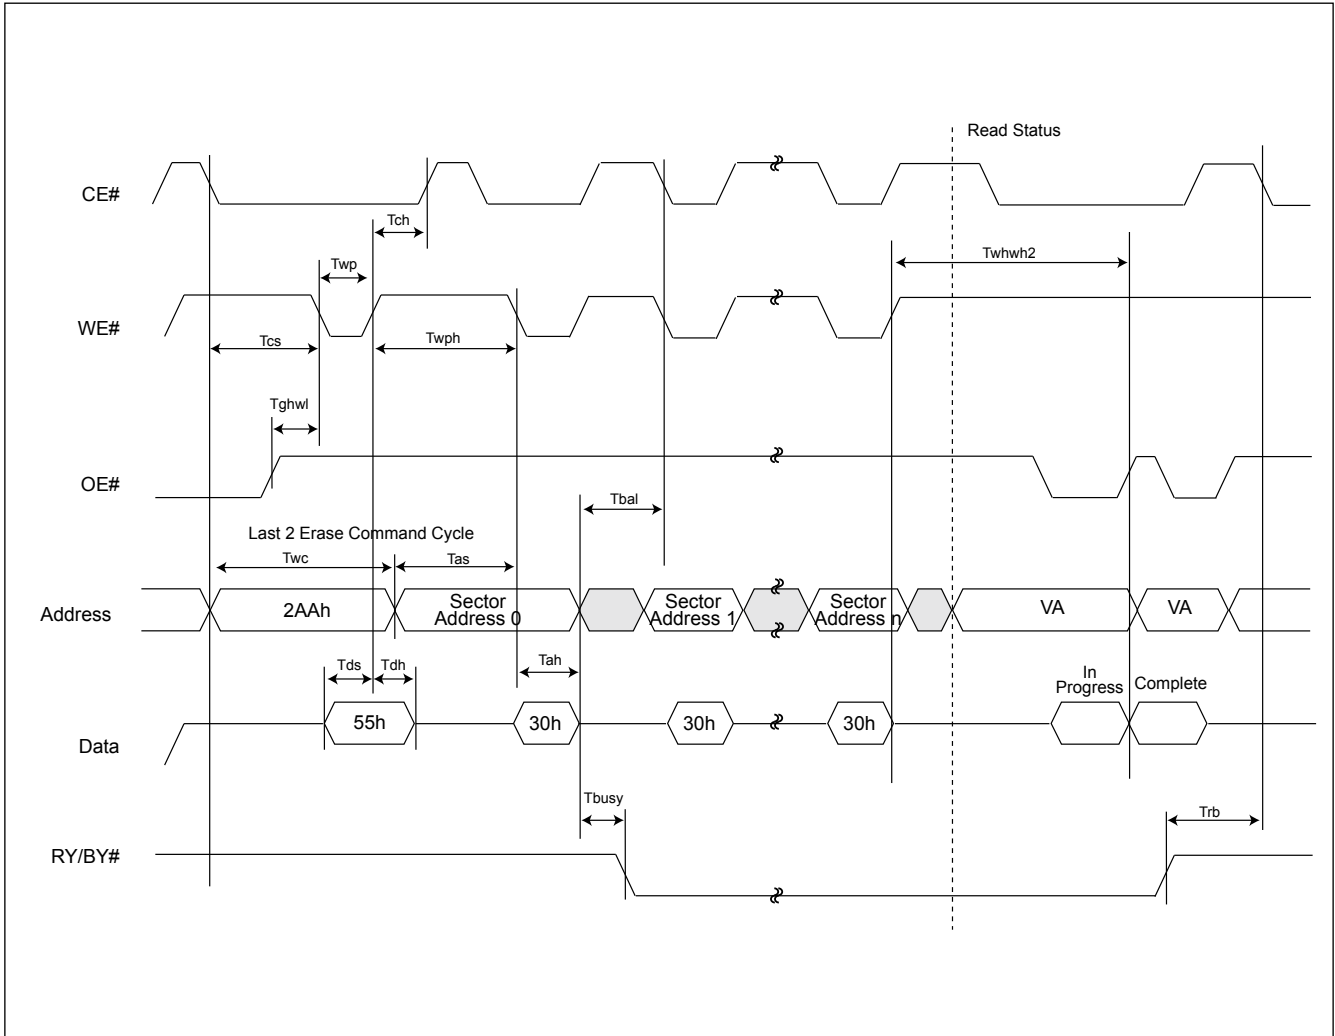 Read Status
CE#
Tch
Twhwh2
Twp
WE#
Tcs
Twph
Tghwl
OE#
Tbal
Last 2 Erase Command Cycle
Twc
Tas
Address
2AAh
Sector
Address 0
Sector
Address 1
Sector
Address n
VA
VA
Tds
Tdh
Tah
In
Progress
Complete
Data
55h
30h
30h
30h
Tbusy
Trb
RY/BY#